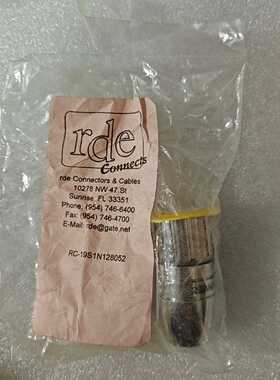 rde
Connects
rde Connectors & Cables
10278 NW 47 St
Sunrise, FL 33351
Phone: (954) 746-6400
Fax: (954) 746-4700
E-Mail: rde@gate.net
RC-19S1N128052